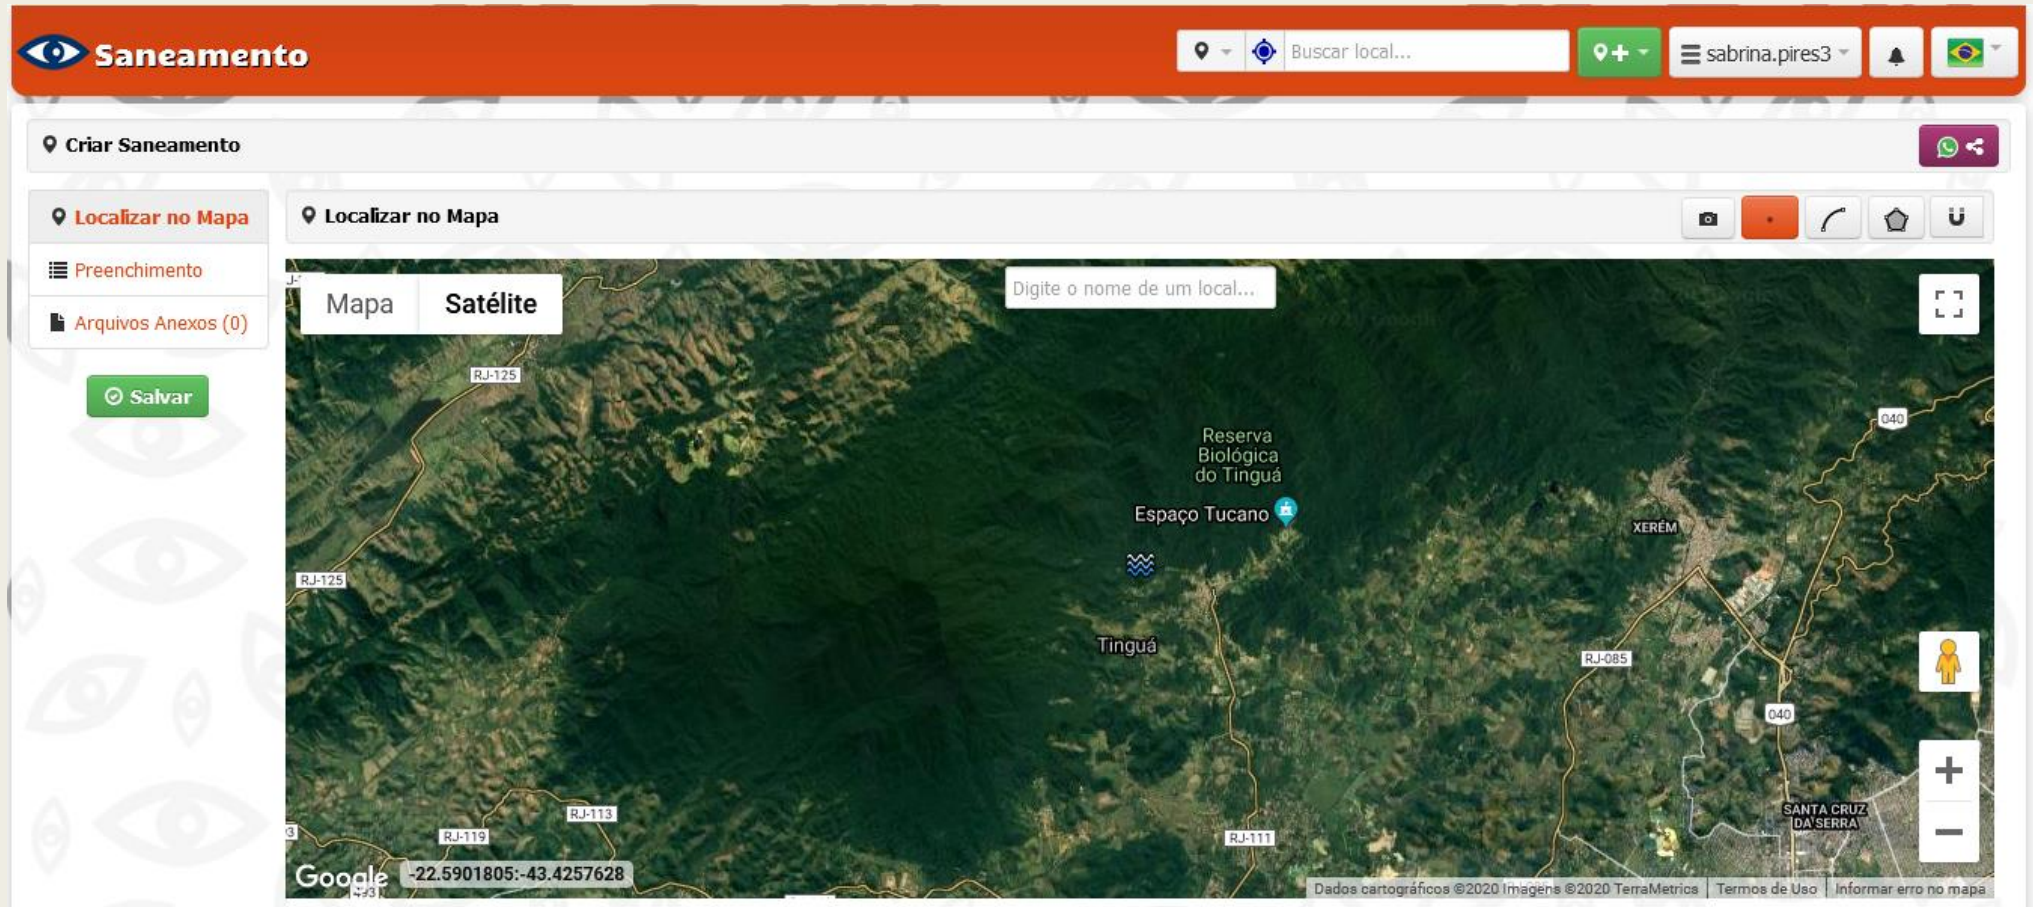 Saneamento
Buscar local...
sabrina.pires3
Criar Saneamento
Localizar no Mapa
Preenchimento
Arquivos Anexos (0)
Salvar
Localizar no Mapa
Mapa
Satélite
Digite o nome de um local...
RJ-125
040
Reserva
Biológica
do Tinguá
Espaço Tucano
XERÉM
RJ-125
Tinguá
RJ-085
040
RJ-113
RJ-119
RJ-111
SANTA CRUZ
DA SERRA
Google
-22.5901805:-43.4257628
Dados cartográficos ©2020 Imagens ©2020 TerraMetrics
Termos de Uso
Informar erro no mapa